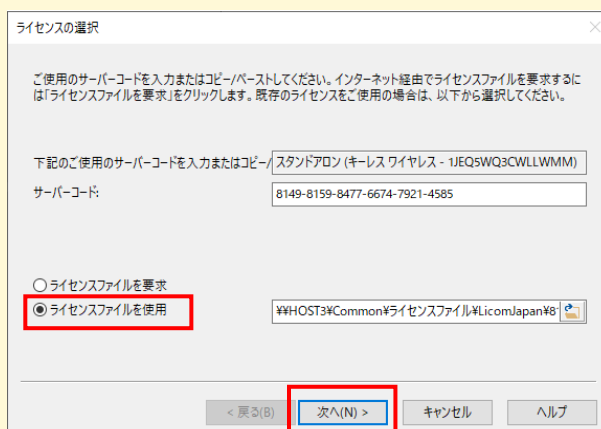 ライセンスの選択
ご使用のサーバーコードを入力またはコピー/ペーストしてください。インターネット経由でライセンスファイルを要求するに
は「ライセンスファイルを要求」をクリックします。既存のライセンスをご使用の場合は、以下から選択してください。
下記のご使用のサーバーコードを入力またはコピー/ スタンドアロン (キーレス ワイヤレス - 1JEQ5WQ3CWLLWMM)
サーバーコード: 8149-8159-8477-6674-7921-4585
ライセンスファイルを要求
ライセンスファイルを使用 ¥¥HOST3¥Common¥ライセンスファイル¥LicomJapan¥8
< 戻る(B) 次へ(N) > キャンセル ヘルプ